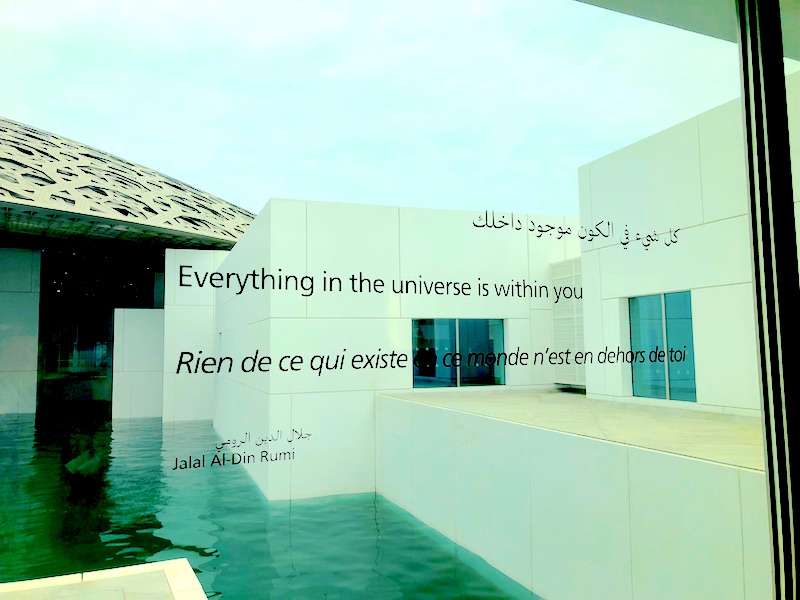 كل شيء في الكون موجود داخلك
Everything in the universe is within you
Rien de ce qui existe en ce monde n'est en dehors de toi
جلال الدين الرومي
Jalal Al-Din Rumi